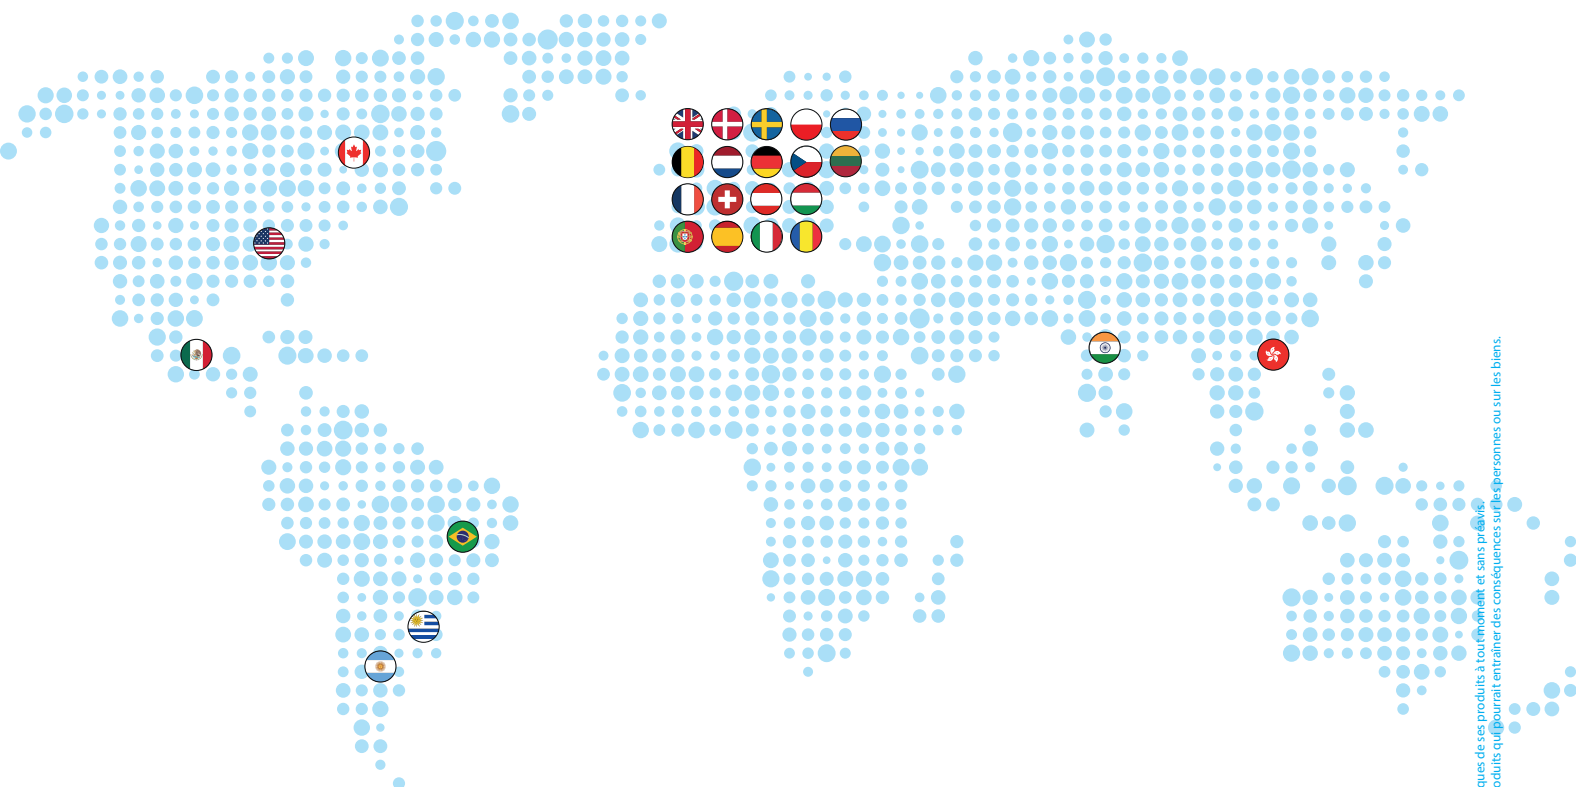 ques de ses produits à tout moment et sans préavis.
oduits qui pourrait entraîner des conséquences sur les personnes ou sur les biens.